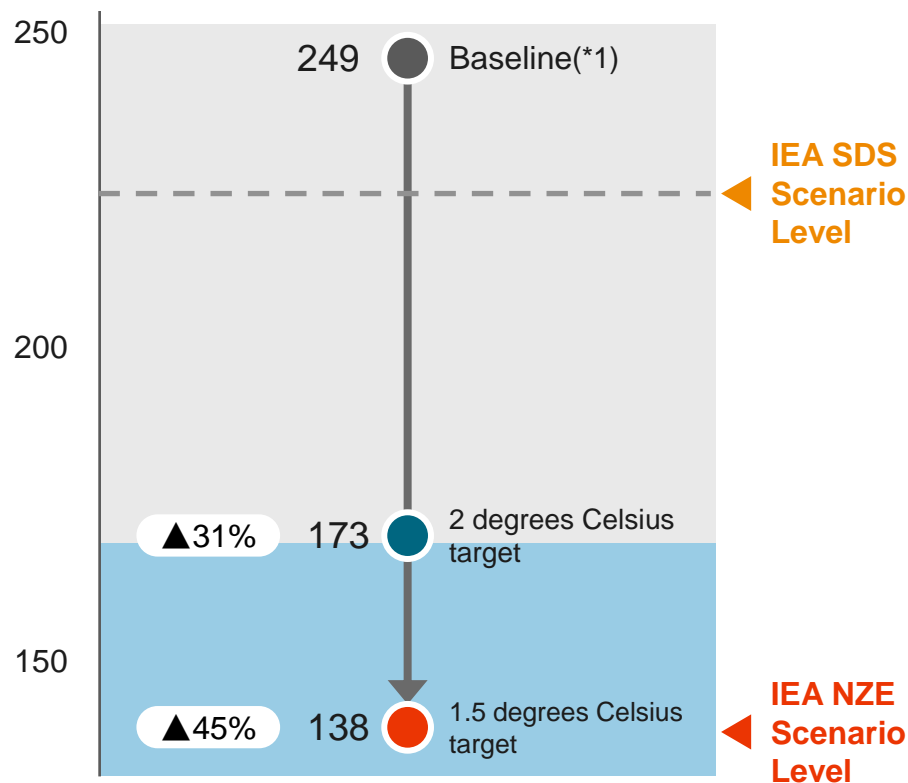 250
249
Baseline(*1)
IEA SDS
Scenario
Level
200
▲31%
173
2 degrees Celsius
target
150
▲45%
138
1.5 degrees Celsius
target
IEA NZE
Scenario
Level